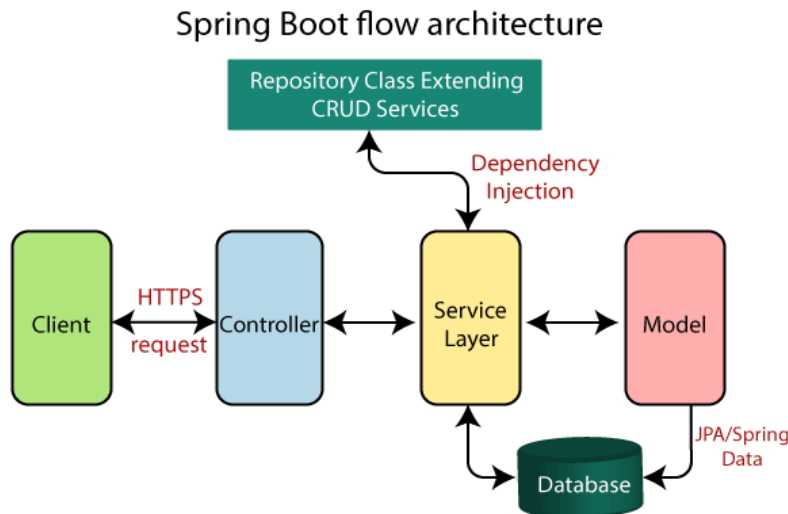 Spring Boot flow architecture
Repository Class Extending
CRUD Services
Dependency
Injection
Client
HTTPS
request
Controller
Service
Layer
Model
JPA/Spring
Data
Database